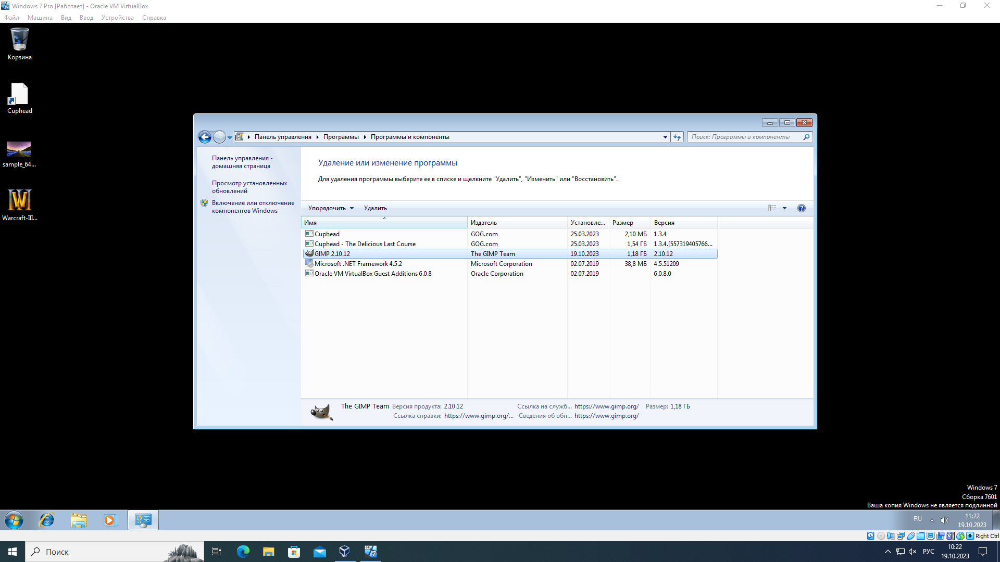 Windows 7 Pro [Работает] - Oracle VM VirtualBox
Файл Машина Вид Ввод Устройства Справка
Корзина
Cuphead
sample_64...
Warcraft-III...
Панель управления Программы Программы и компоненты
Поиск: Программы и компоненты
Панель управления - домашняя страница
Просмотр установленных обновлений
Включение или отключение компонентов Windows
Удаление или изменение программы
Для удаления программы выберите ее в списке и щелкните "Удалить", "Изменить" или "Восстановить".
Упорядочить Удалить
Имя Издатель Установле... Размер Версия
Cuphead GOG.com 25.03.2023 2,10 МБ 1.3.4
Cuphead - The Delicious Last Course GOG.com 25.03.2023 1,54 ГБ 1.3.4.[557319405766...
GIMP 2.10.12 The GIMP Team 19.10.2023 1,18 ГБ 2.10.12
Microsoft .NET Framework 4.5.2 Microsoft Corporation 02.07.2019 38,8 МБ 4.5.51209
Oracle VM VirtualBox Guest Additions 6.0.8 Oracle Corporation 02.07.2019 6.0.8.0
The GIMP Team Версия продукта: 2.10.12 Ссылка на служб... https://www.gimp.org/ Размер: 1,18 ГБ
Ссылка справки: https://www.gimp.org/... Сведения об обн... https://www.gimp.org/
Windows 7
Сборка 7601
Ваша копия Windows не является подлинной
RU 11:22
19.10.2023
Right Ctrl
Поиск
РУС 10:22
19.10.2023